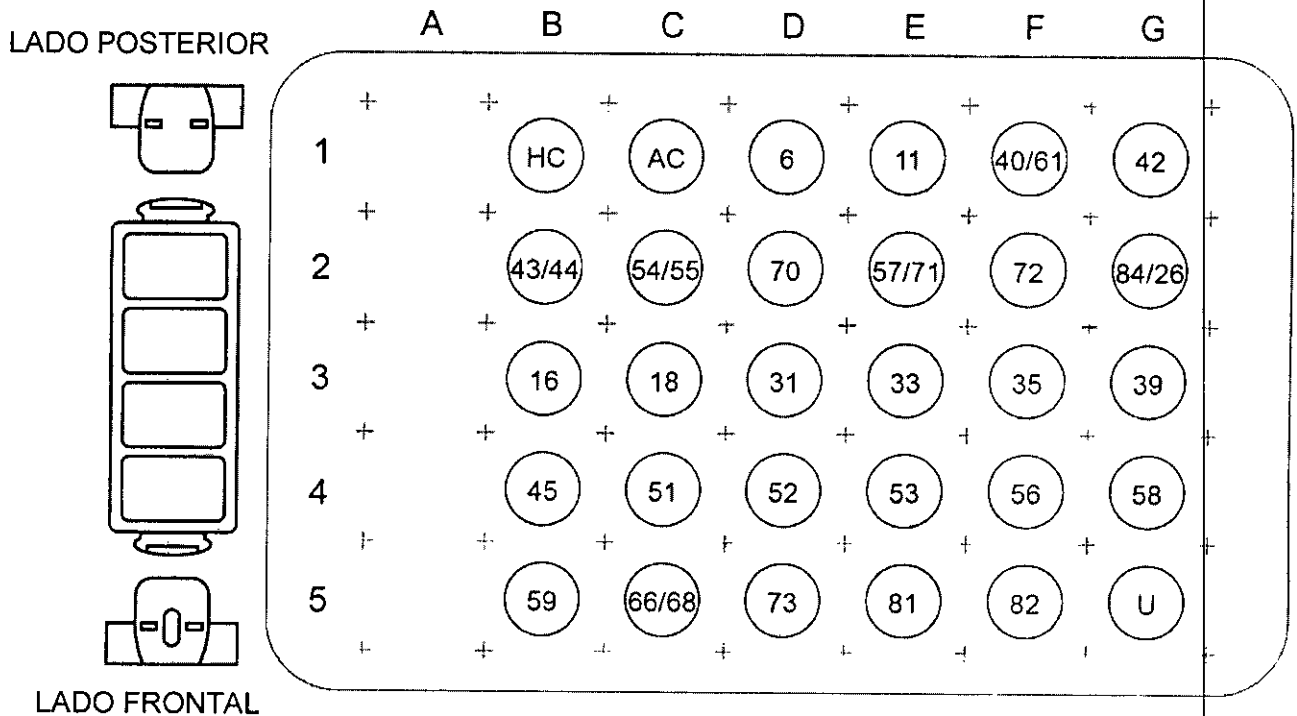 LADO POSTERIOR
A B C D E F G
1 HC AC 6 11 40/61 42
2 43/44 54/55 70 57/71 72 84/26
3 16 18 31 33 35 39
4 45 51 52 53 56 58
5 59 66/68 73 81 82 U
LADO FRONTAL